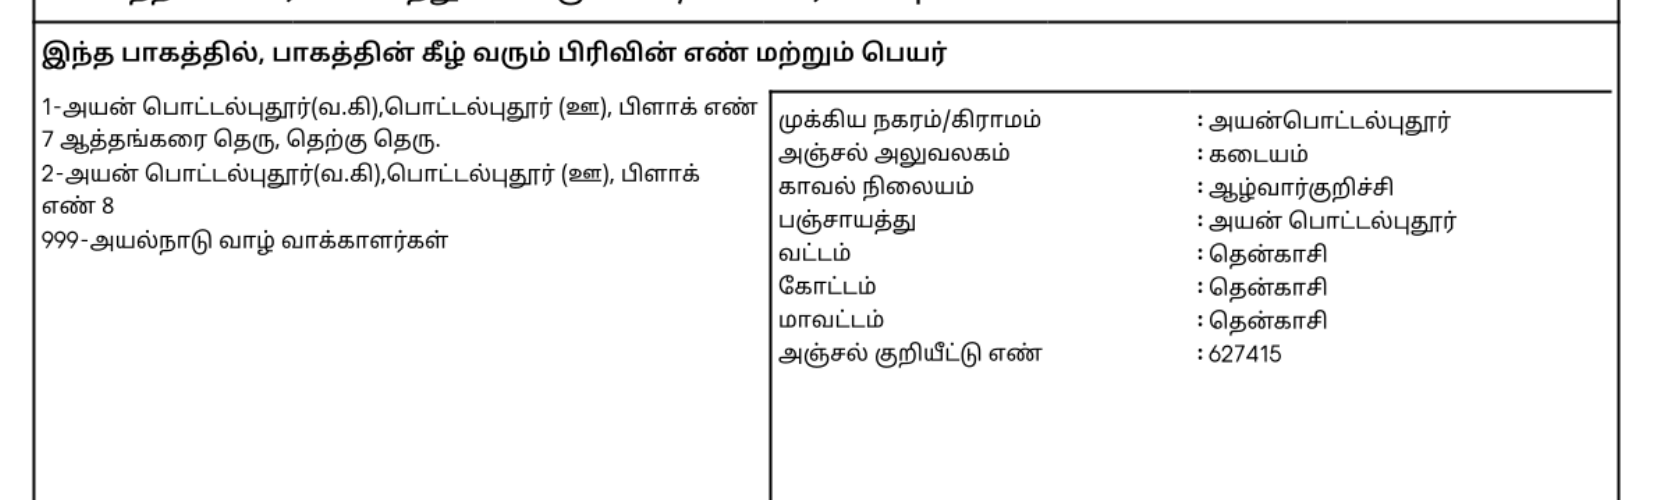 இந்த பாகத்தில், பாகத்தின் கீழ் வரும் பிரிவின் எண் மற்றும் பெயர்
1-அயன் பொட்டல்புதூர்(வ.கி),பொட்டல்புதூர் (ஊ), பிளாக் எண்
7 ஆத்தங்கரை தெரு, தெற்கு தெரு.
2-அயன் பொட்டல்புதூர்(வ.கி),பொட்டல்புதூர் (ஊ), பிளாக்
எண் 8
999-அயல்நாடு வாழ் வாக்காளர்கள்
முக்கிய நகரம்/கிராமம் : அயன்பொட்டல்புதூர்
அஞ்சல் அலுவலகம் : கடையம்
காவல் நிலையம் : ஆழ்வார்குறிச்சி
பஞ்சாயத்து : அயன் பொட்டல்புதூர்
வட்டம் : தென்காசி
கோட்டம் : தென்காசி
மாவட்டம் : தென்காசி
அஞ்சல் குறியீட்டு எண் : 627415